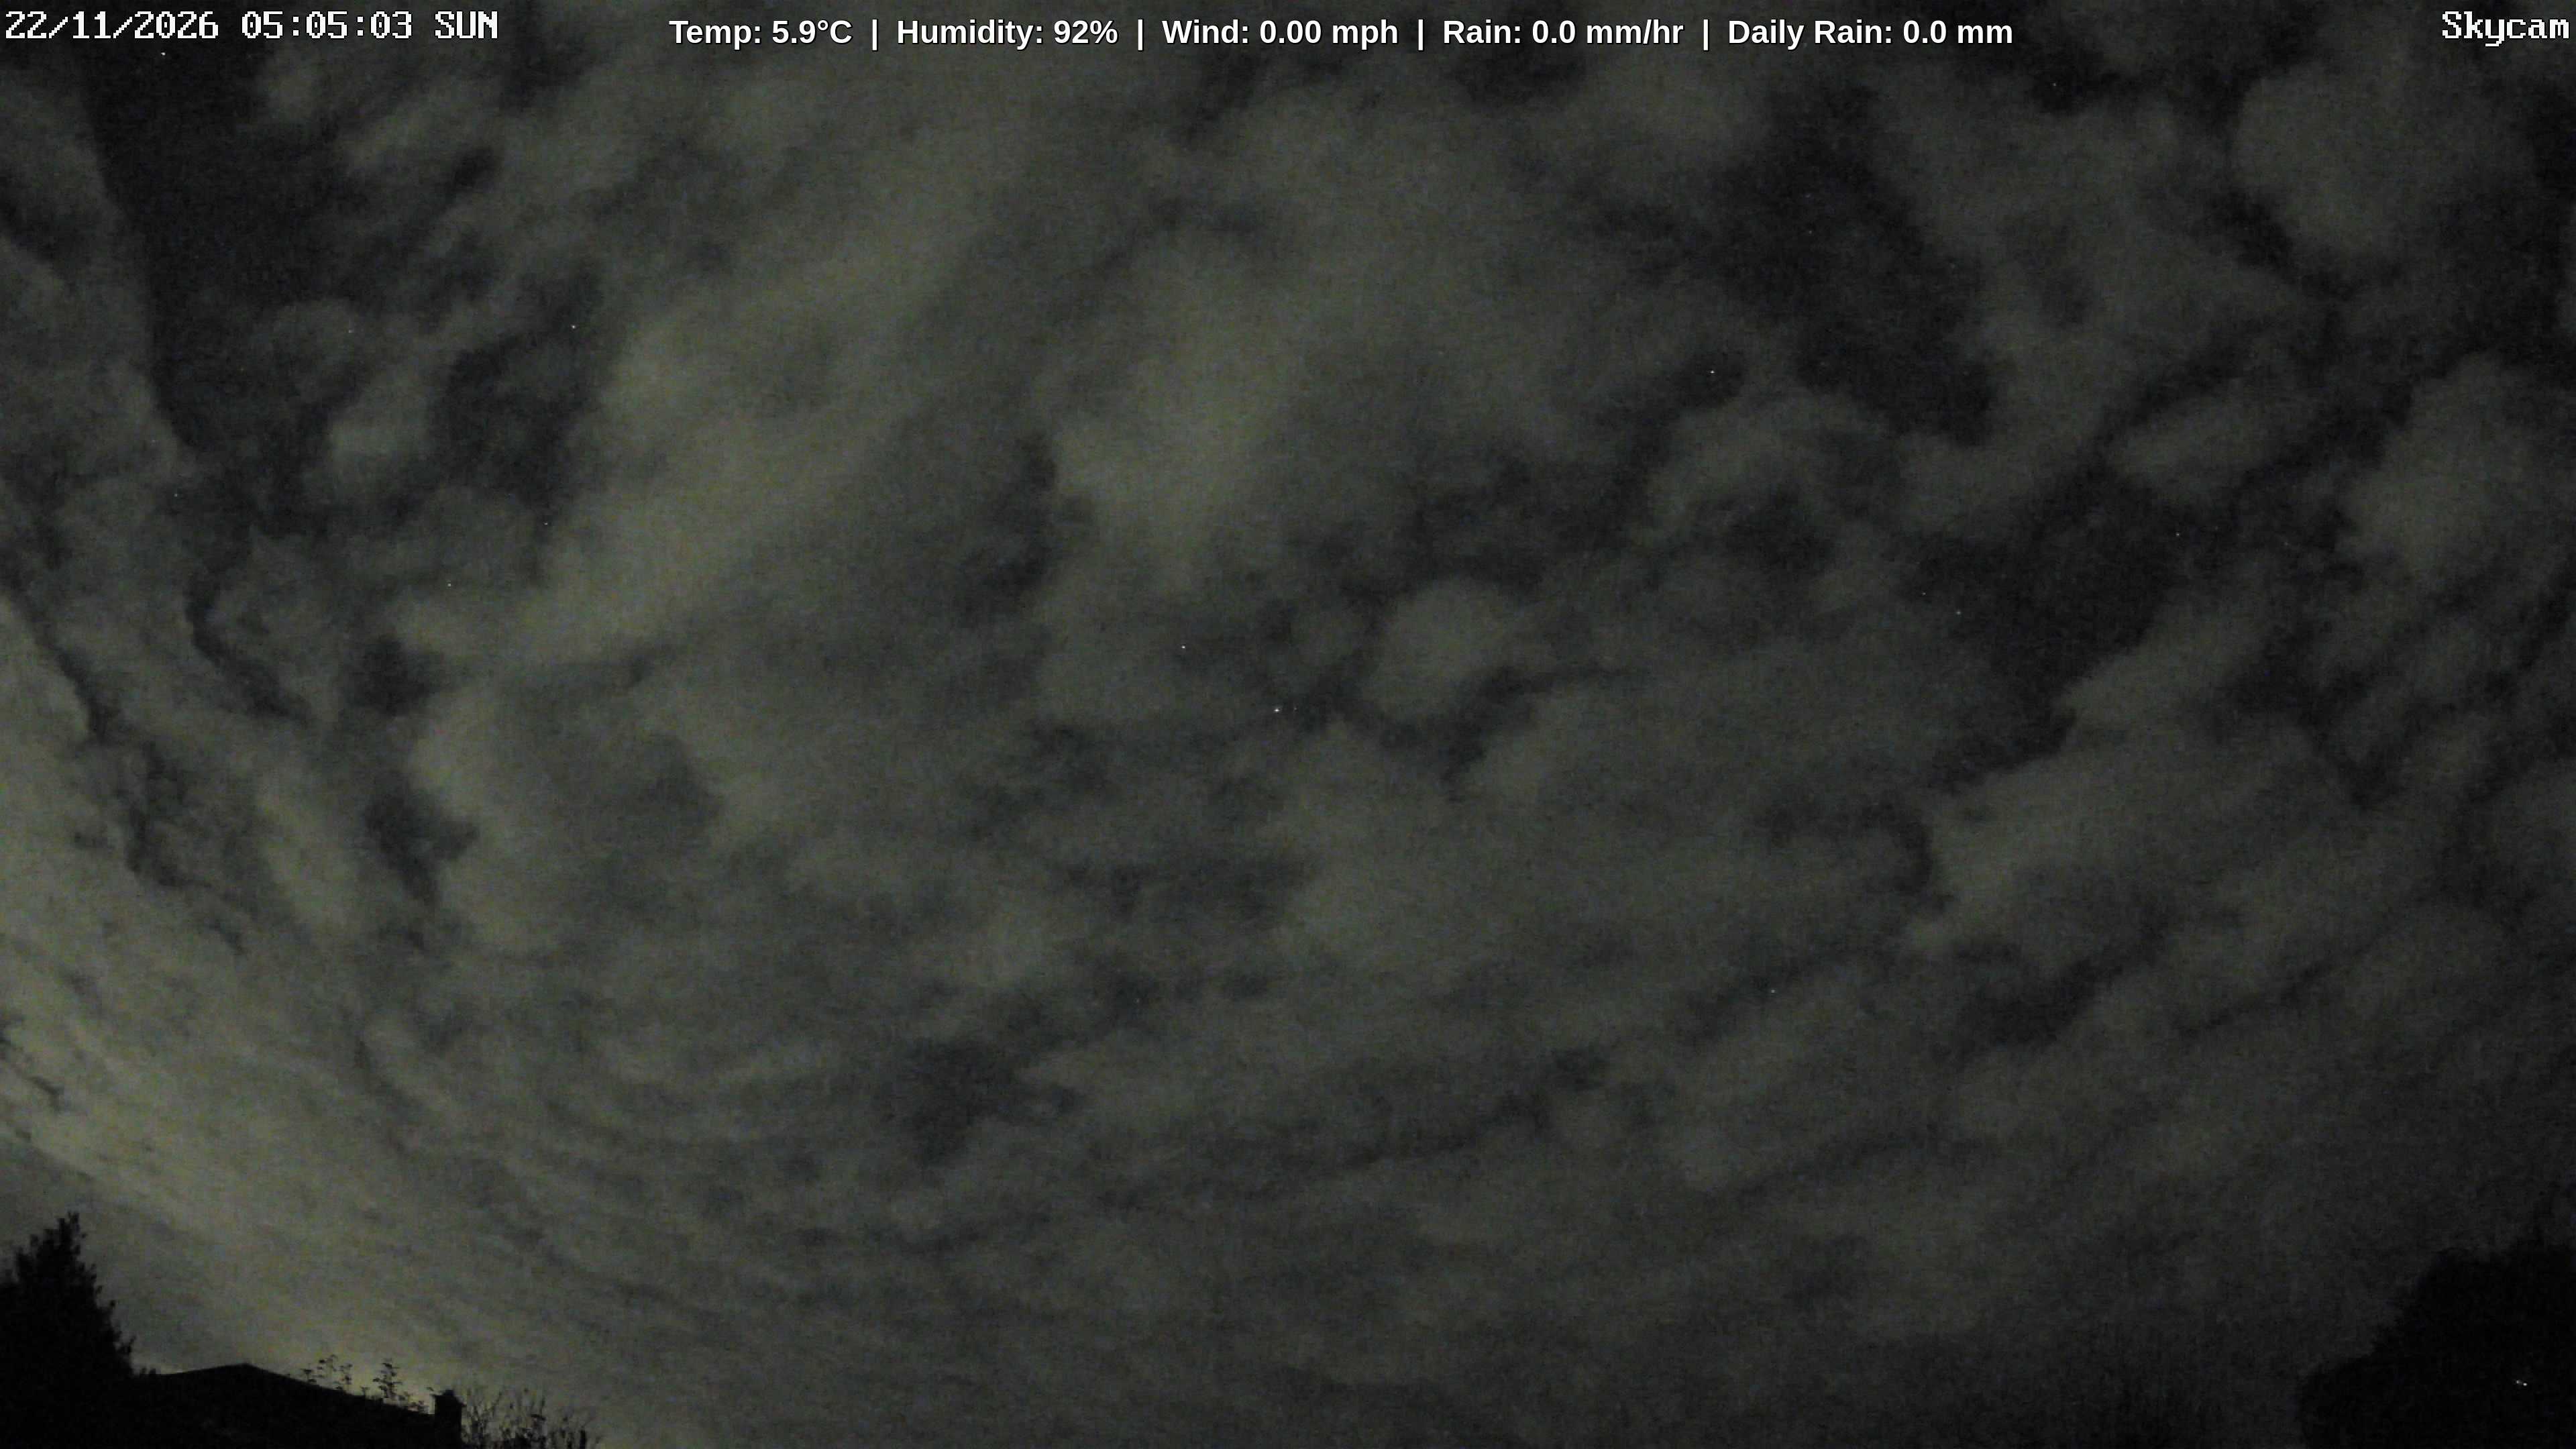 22/11/2026 05:05:03 SUN
Temp: 5.9°C | Humidity: 92% | Wind: 0.00 mph | Rain: 0.0 mm/hr | Daily Rain: 0.0 mm
Skycam